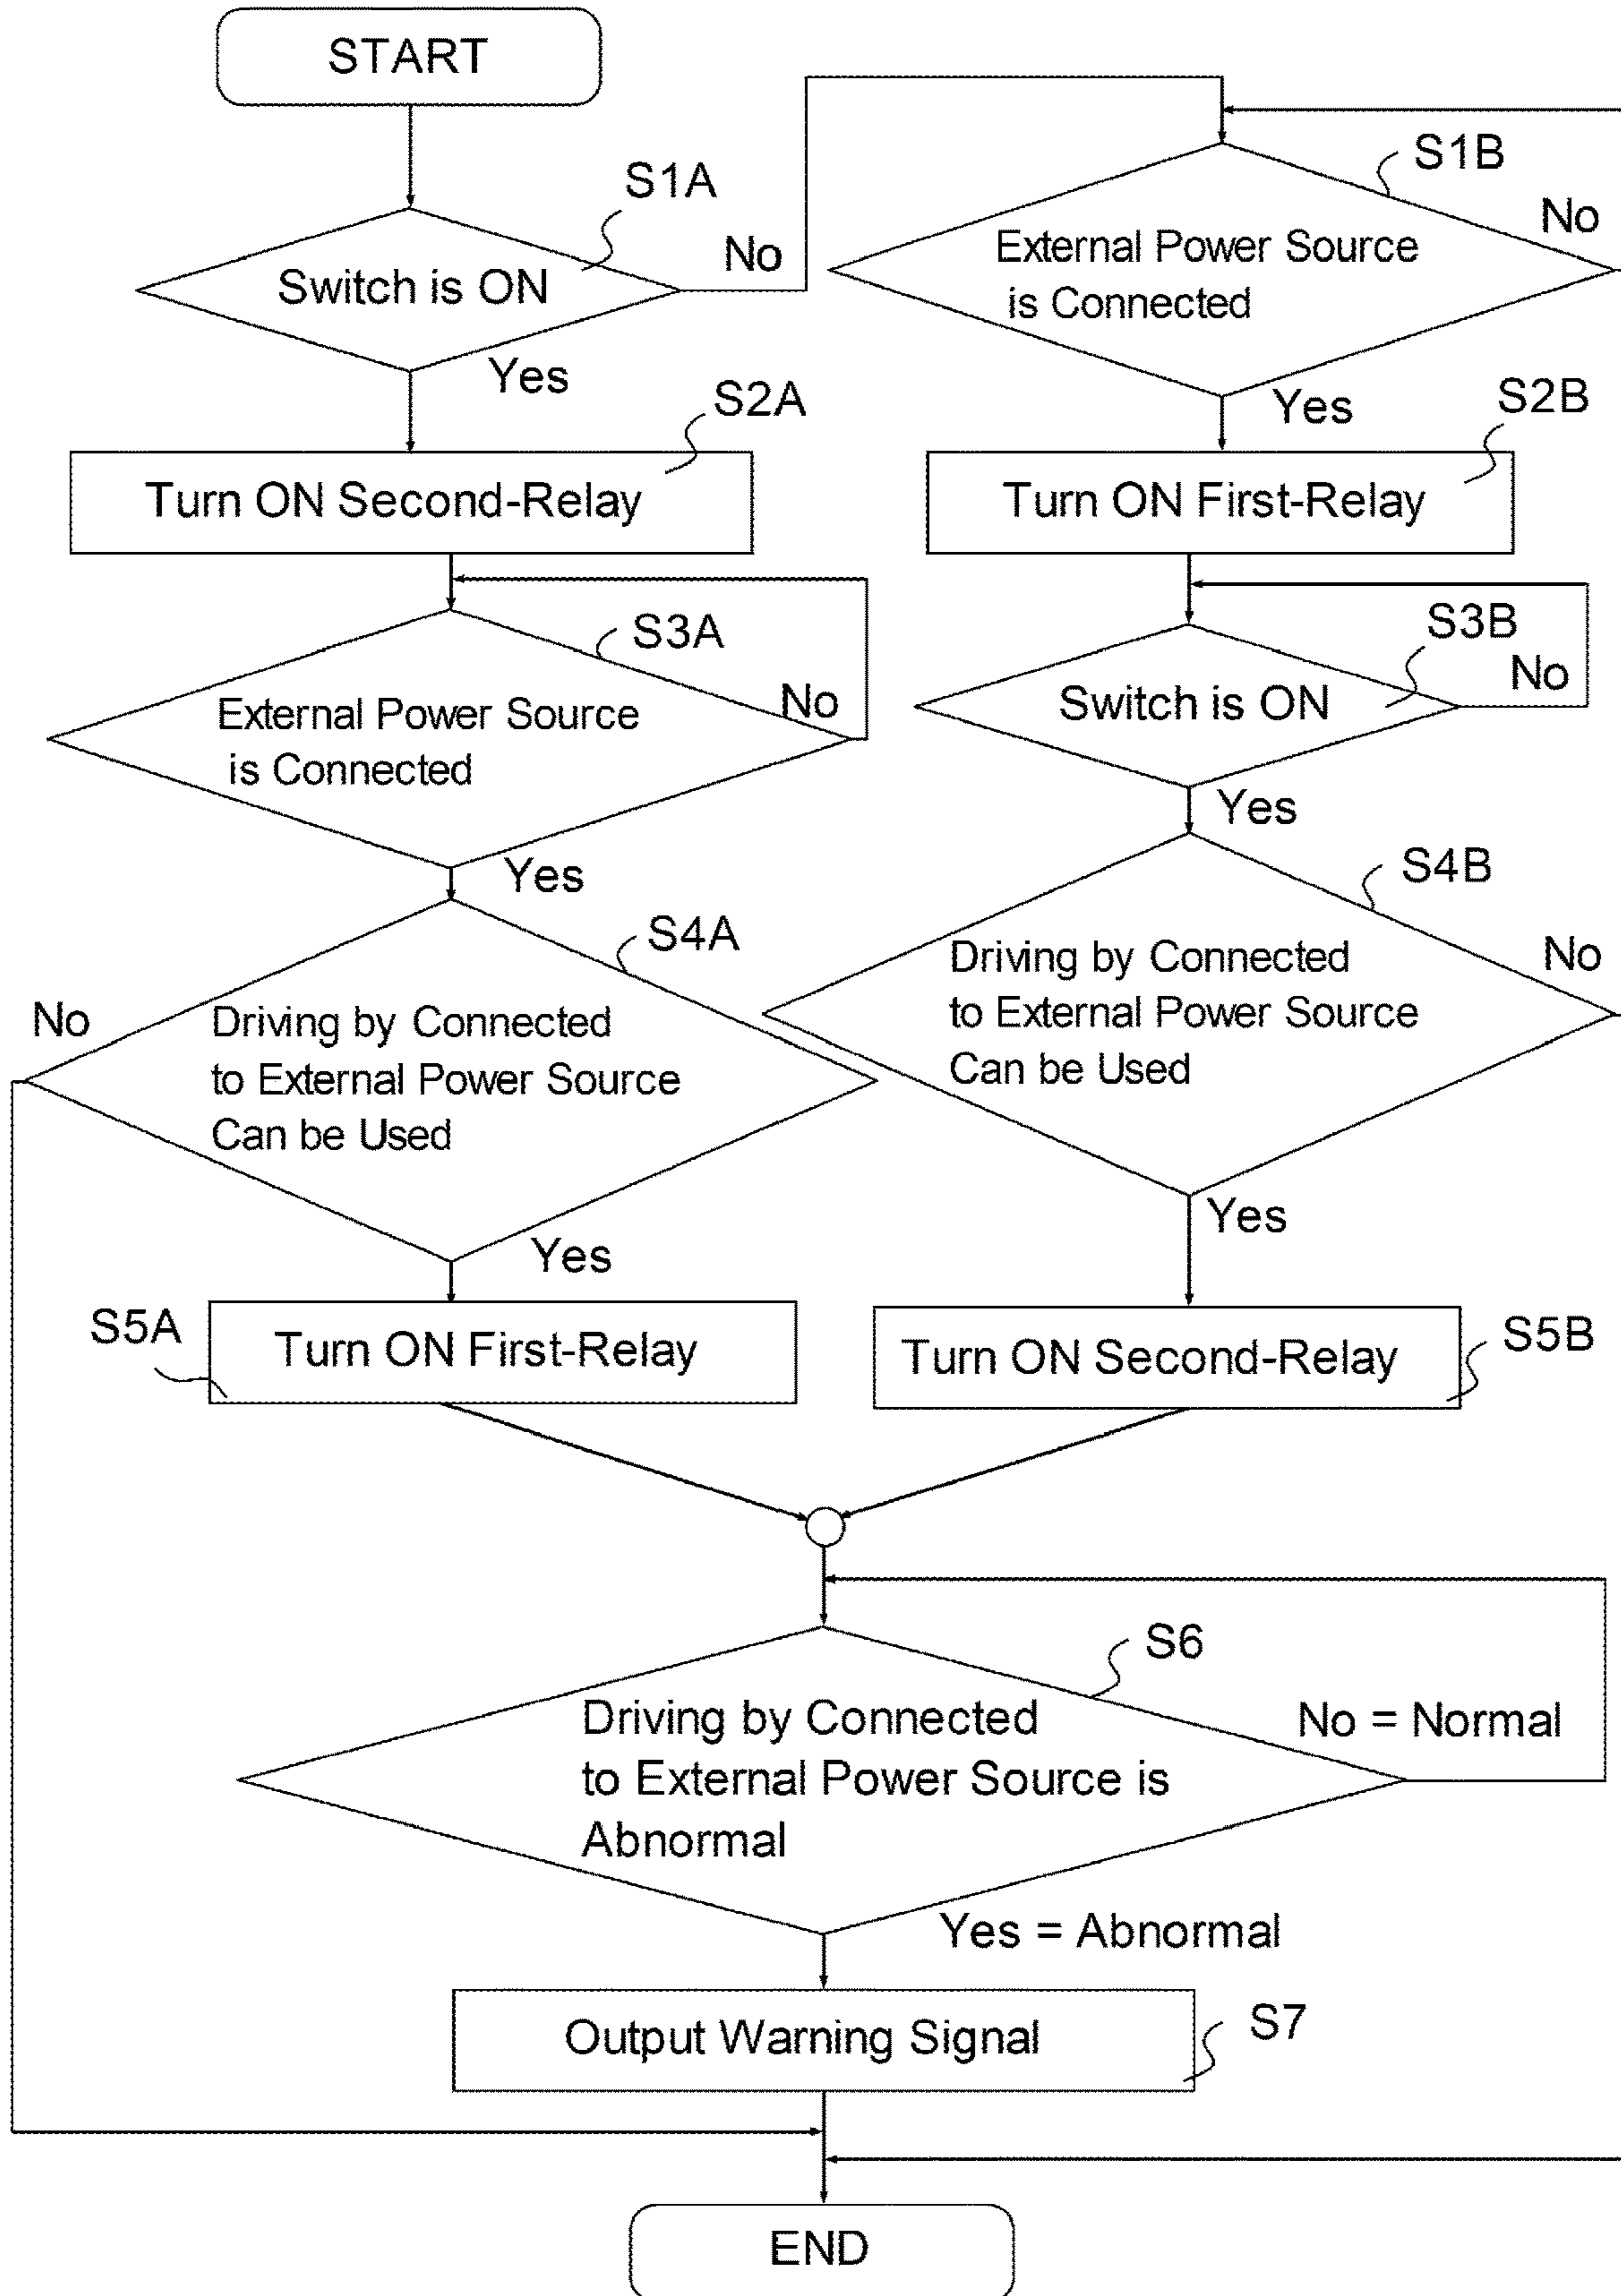 START
S1A
Switch is ON
No
Yes
S1B
External Power Source
is Connected
No
Yes
S2A
Turn ON Second-Relay
S2B
Turn ON First-Relay
S3A
External Power Source
is Connected
No
Yes
S3B
Switch is ON
No
Yes
S4A
Driving by Connected
to External Power Source
Can be Used
No
Yes
S4B
Driving by Connected
to External Power Source
Can be Used
No
Yes
S5A
Turn ON First-Relay
S5B
Turn ON Second-Relay
S6
Driving by Connected
to External Power Source is
Abnormal
No = Normal
Yes = Abnormal
S7
Output Warning Signal
END